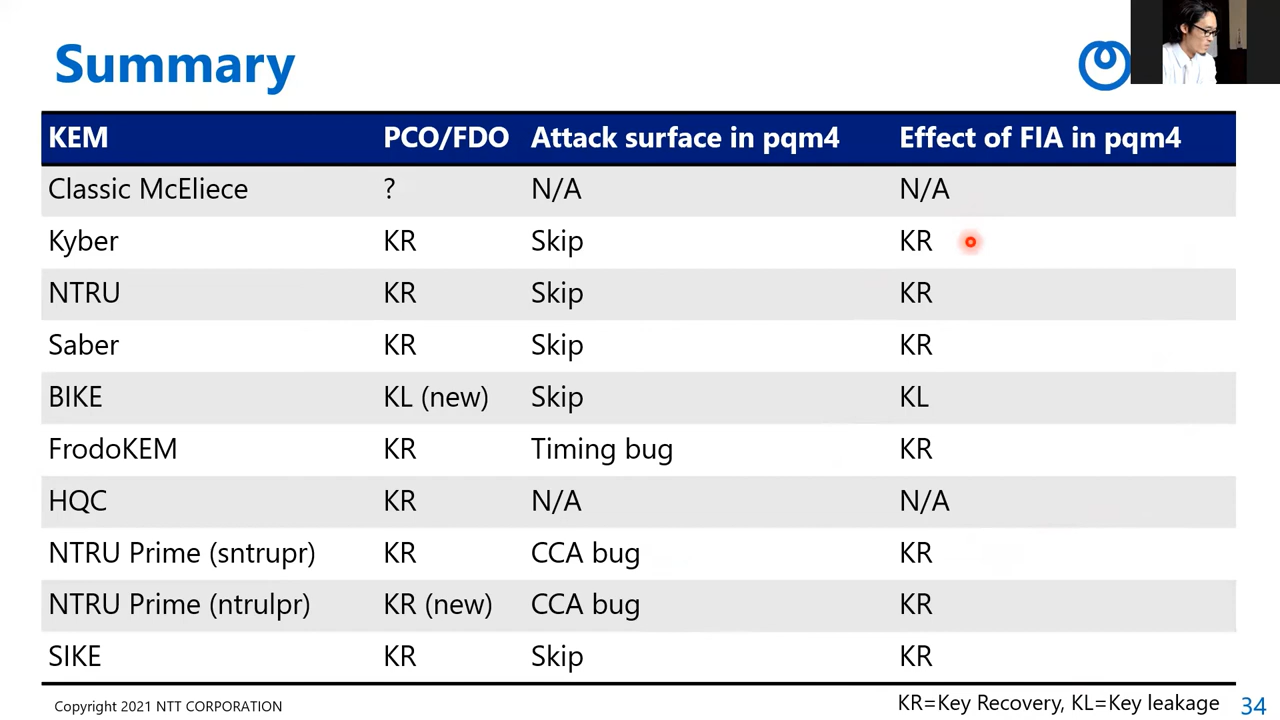 Summary
KEM PCO/FDO Attack surface in pqm4 Effect of FIA in pqm4
Classic McEliece ? N/A N/A
Kyber KR Skip KR
NTRU KR Skip KR
Saber KR Skip KR
BIKE KL (new) Skip KL
FrodoKEM KR Timing bug KR
HQC KR N/A N/A
NTRU Prime (sntrupr) KR CCA bug KR
NTRU Prime (ntrulpr) KR (new) CCA bug KR
SIKE KR Skip KR
Copyright 2021 NTT CORPORATION KR=Key Recovery, KL=Key leakage 34